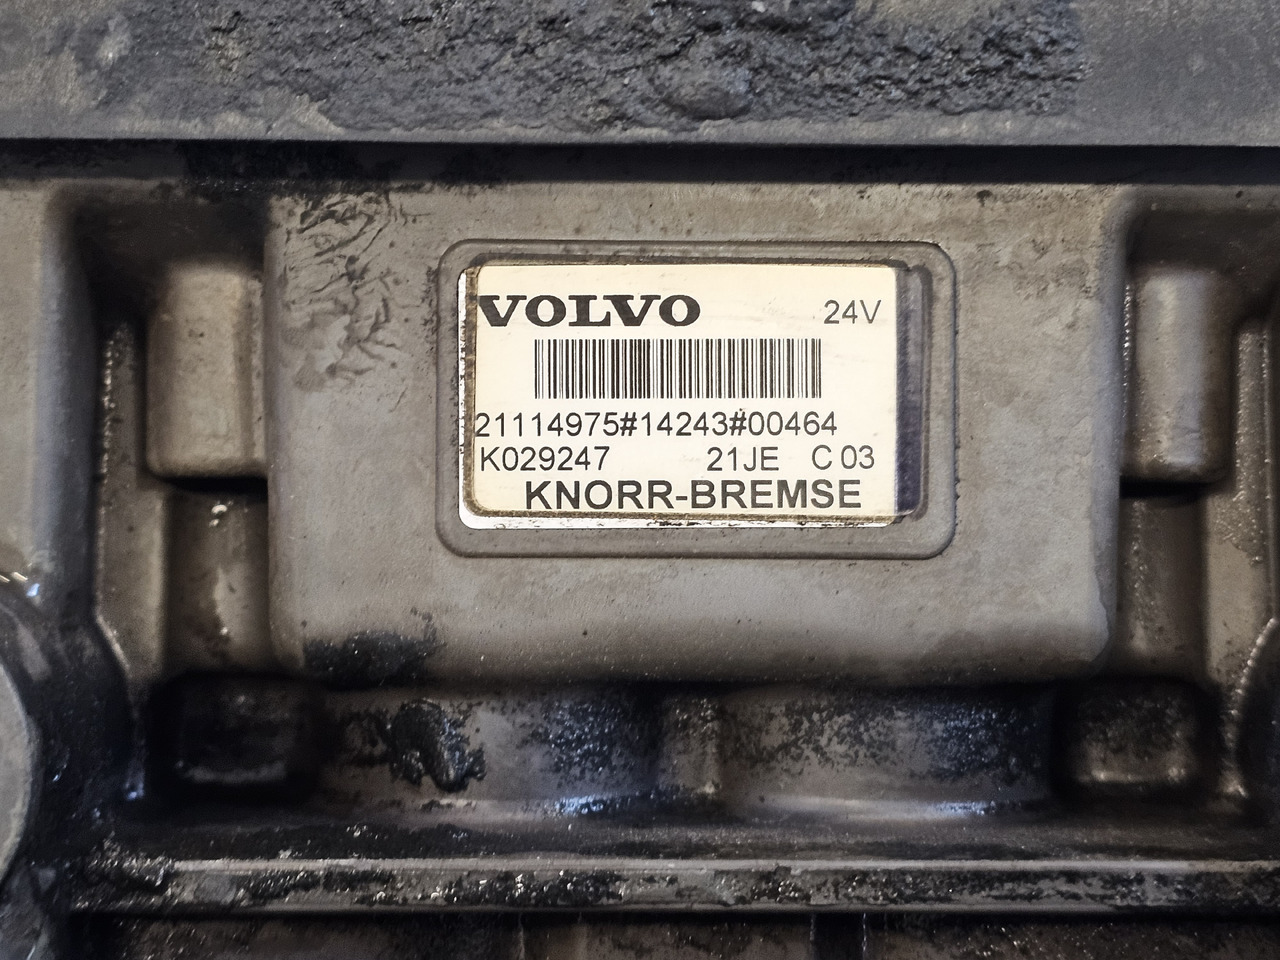 VOLVO 24V
21114975#14243#00464
K029247 21JE C 03
KNORR-BREMSE